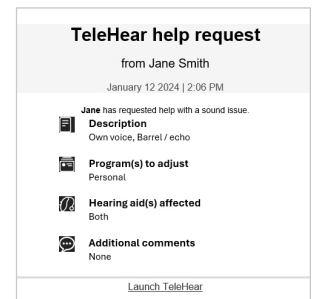 TeleHear help request
from Jane Smith
January 12 2024 | 2:06 PM
Jane has requested help with a sound issue.
Description
Own voice, Barrel / echo
Program(s) to adjust
Personal
Hearing aid(s) affected
Both
Additional comments
None
Launch TeleHear